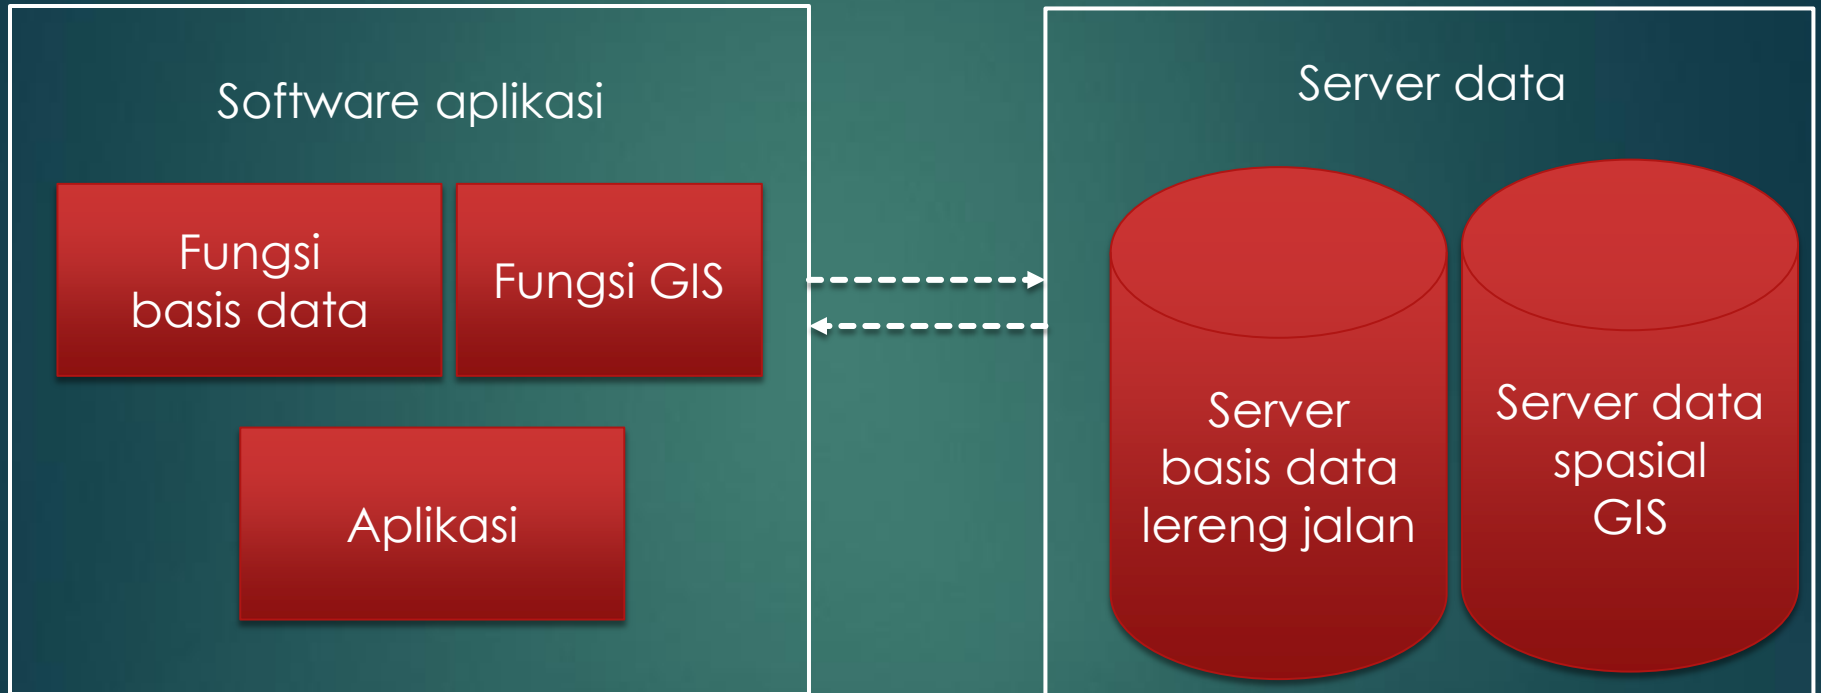 Software aplikasi
Fungsi
basis data
Fungsi GIS
Aplikasi
Server data
Server
basis data
lereng jalan
Server data
spasial
GIS